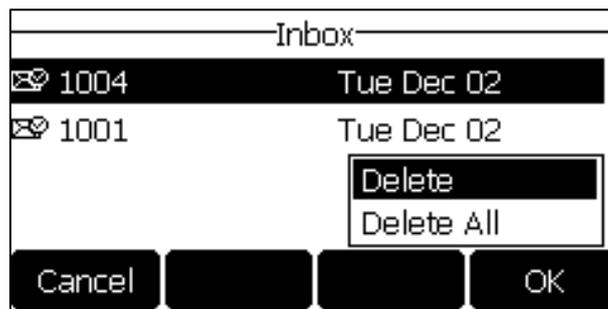 Inbox
1004 Tue Dec 02
1001 Tue Dec 02
Delete
Delete All
Cancel OK